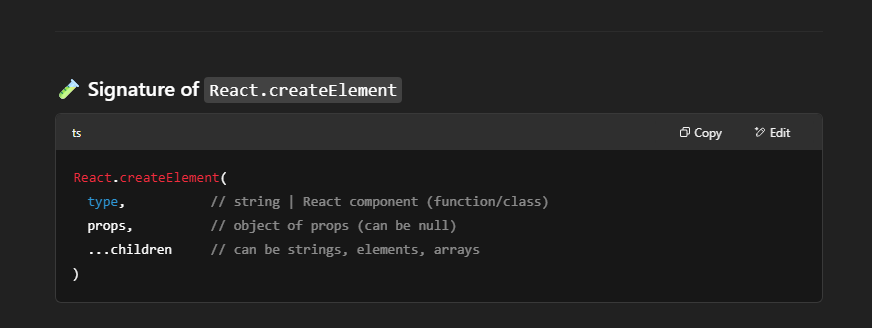 🧪 Signature of React.createElement
ts Copy Edit
React.createElement(
  type,           // string | React component (function/class)
  props,          // object of props (can be null)
  ...children     // can be strings, elements, arrays
)